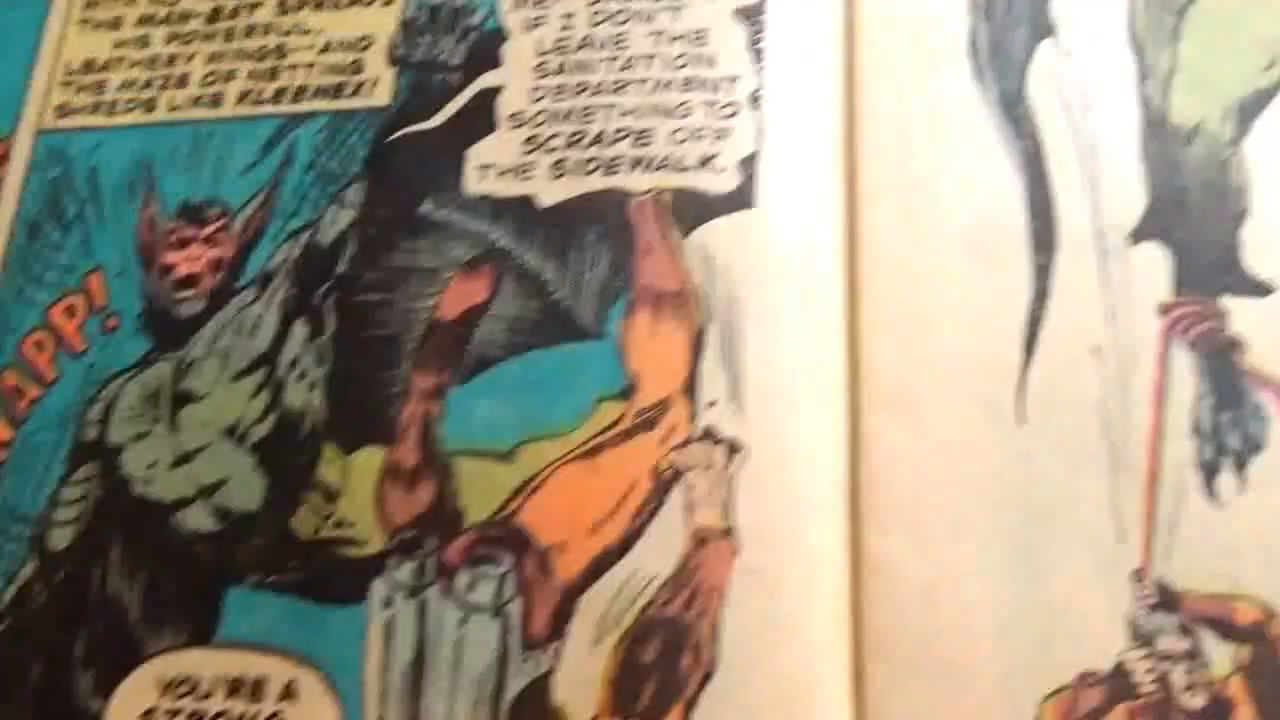 THE MAN-BAT SPREADS
HIS POWERFUL,
LEATHERY WINGS--AND
THE MAZE OF NETTING
SHREDS LIKE KLEENEX!
IF I DON'T
LEAVE THE
SANITATION
DEPARTMENT
SOMETHING TO
SCRAPE OFF
THE SIDEWALK.
APP!
YOU'RE A
STRONG